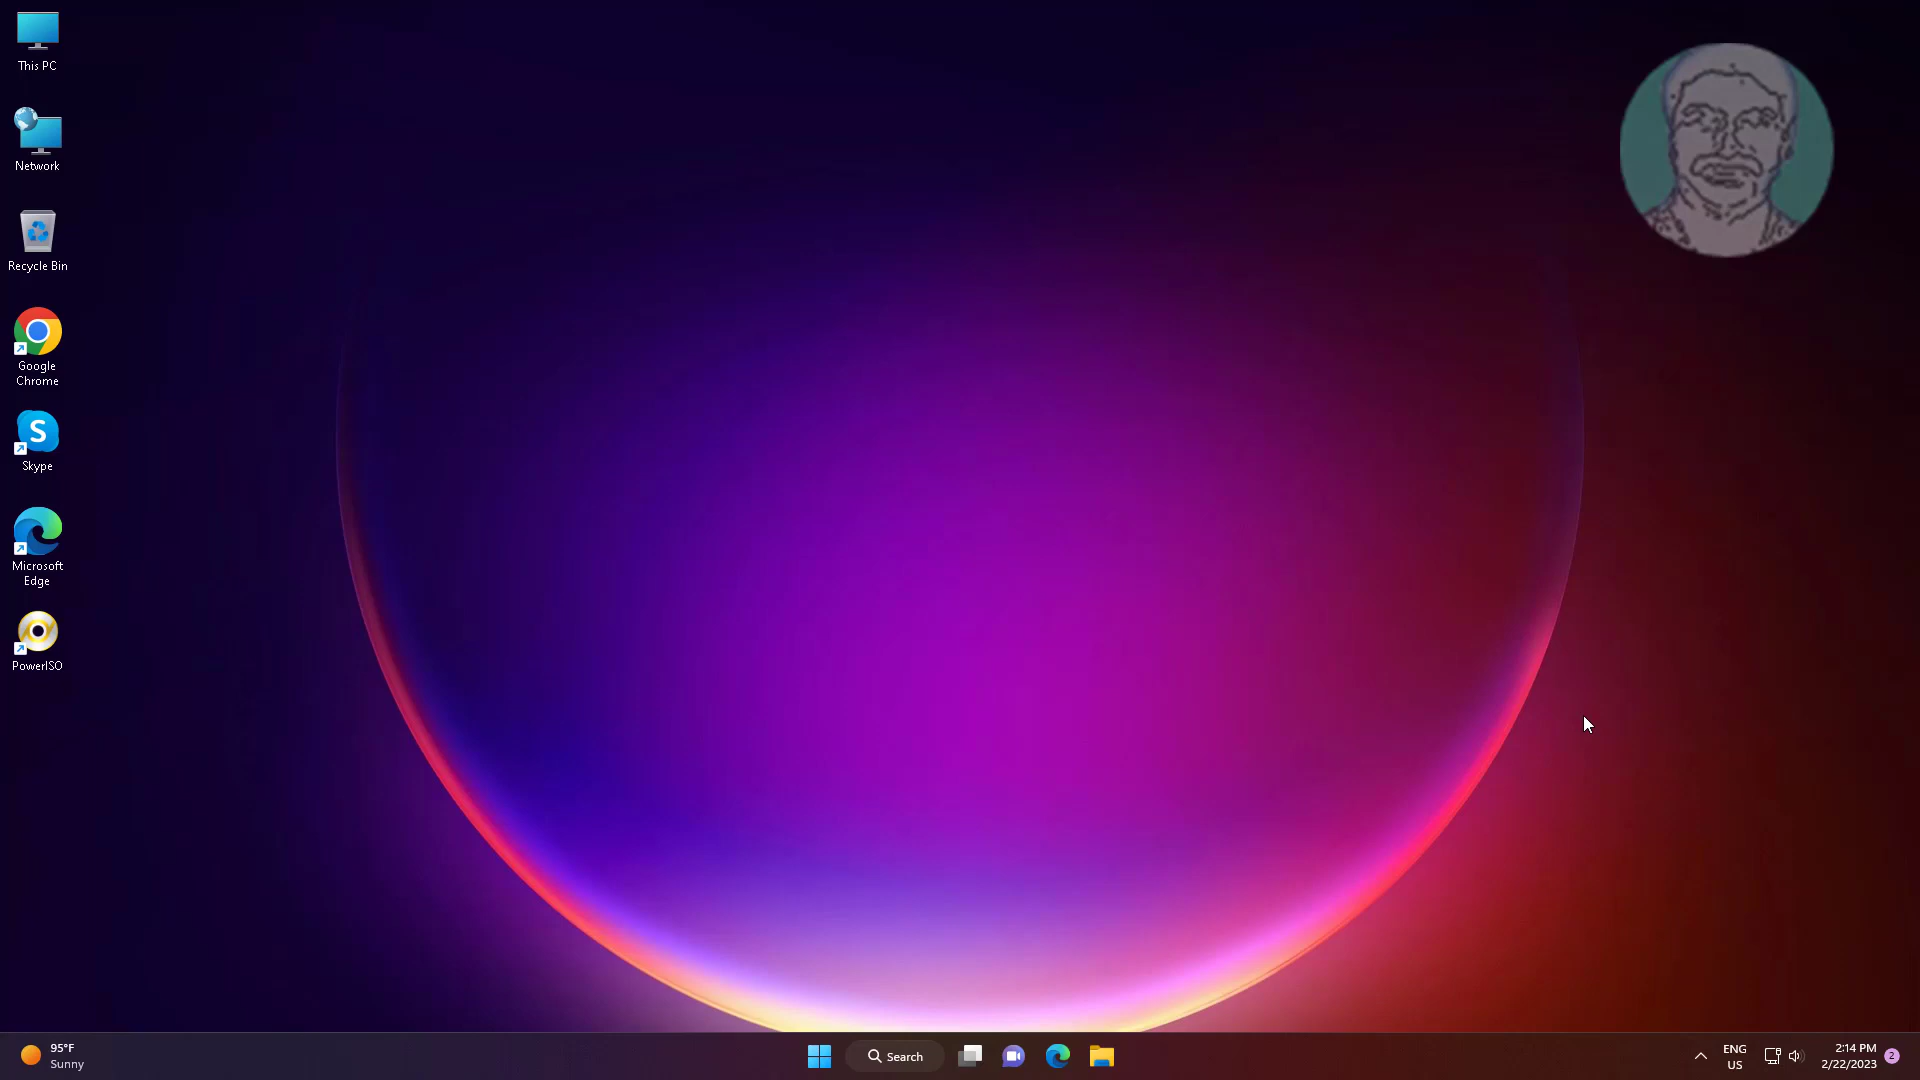 This PC
Network
Recycle Bin
Google
Chrome
S
Skype
Microsoft
Edge
PowerISO
95°F
Sunny
Search
ENG
US
2:14 PM
2/22/2023
2